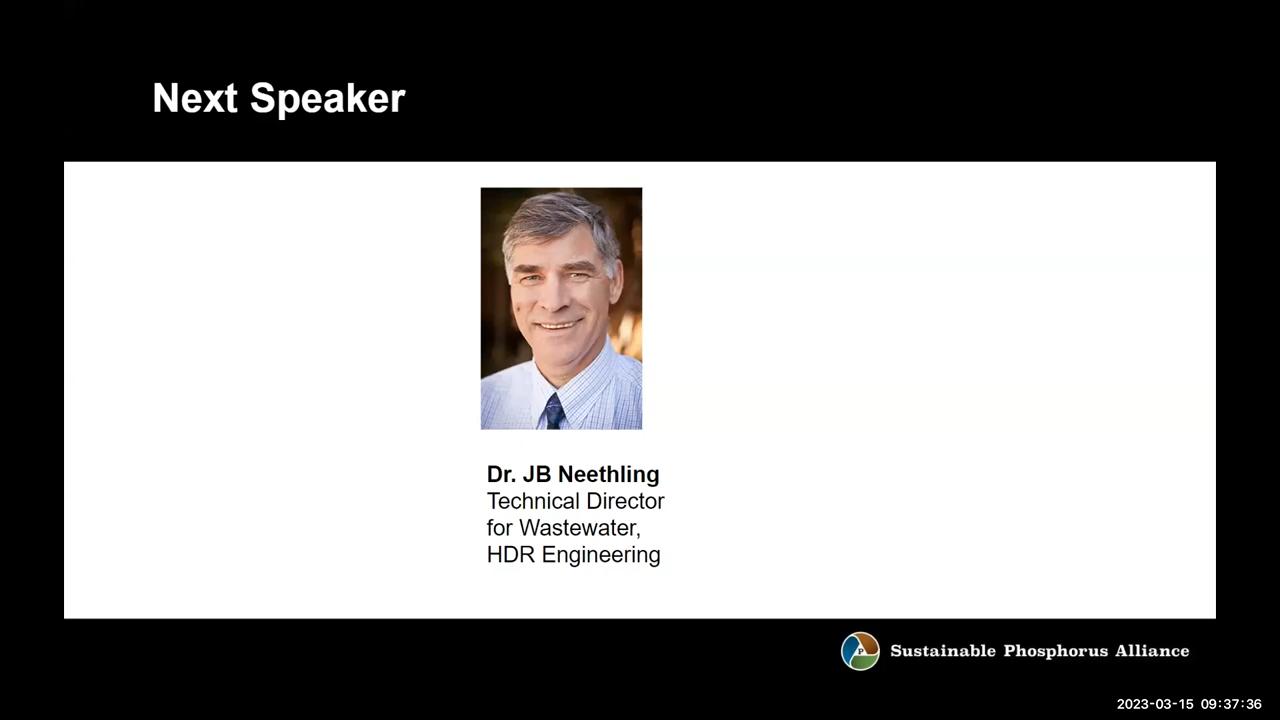 Next Speaker
Dr. JB Neethling
Technical Director
for Wastewater,
HDR Engineering
P
Sustainable Phosphorus Alliance
2023-03-15 09:37:36